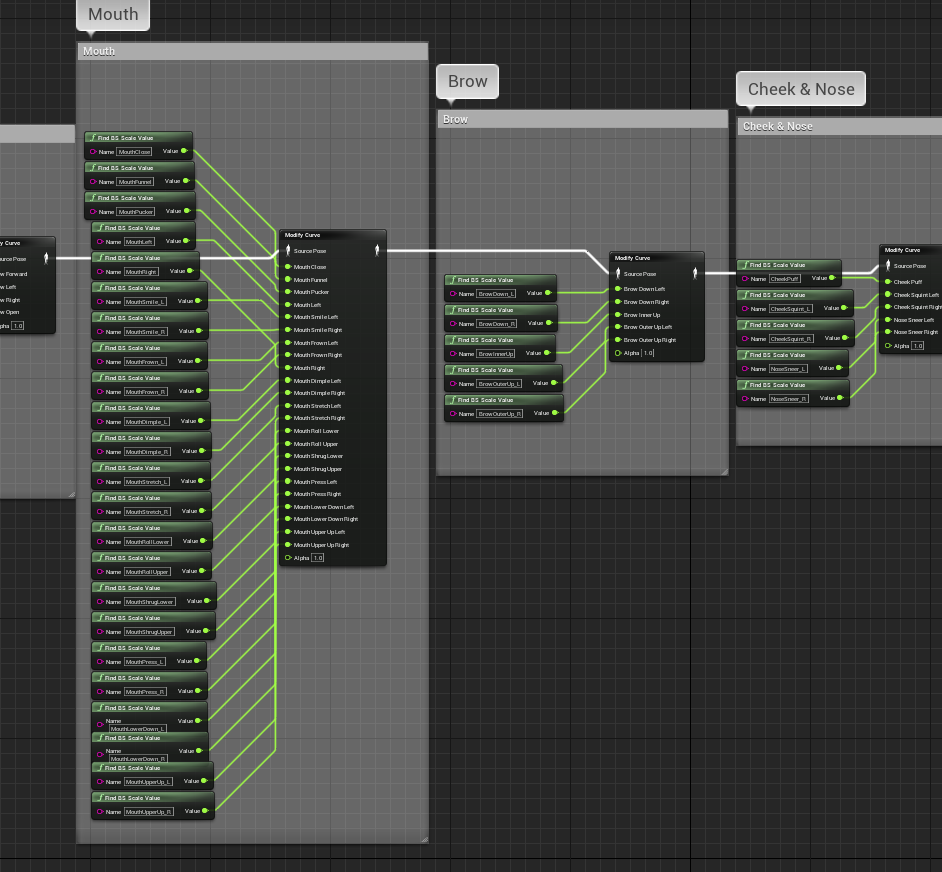 Mouth
Mouth
Find BS Scale Value
Name MouthClose Value
Find BS Scale Value
Name MouthFunnel Value
Find BS Scale Value
Name MouthPucker Value
Find BS Scale Value
Name MouthLeft Value
Find BS Scale Value
Name MouthRight Value
Find BS Scale Value
Name MouthSmile_L Value
Find BS Scale Value
Name MouthSmile_R Value
Find BS Scale Value
Name MouthFrown_L Value
Find BS Scale Value
Name MouthFrown_R Value
Find BS Scale Value
Name MouthDimple_L Value
Find BS Scale Value
Name MouthDimple_R Value
Find BS Scale Value
Name MouthStretch_L Value
Find BS Scale Value
Name MouthStretch_R Value
Find BS Scale Value
Name MouthRollLower Value
Find BS Scale Value
Name MouthRollUpper Value
Find BS Scale Value
Name MouthShrugLower Value
Find BS Scale Value
Name MouthShrugUpper Value
Find BS Scale Value
Name MouthPress_L Value
Find BS Scale Value
Name MouthPress_R Value
Find BS Scale Value
Name Value
MouthLowerDown_L
Find BS Scale Value
Name Value
MouthLowerDown_R
Find BS Scale Value
Name MouthUpperUp_L Value
Find BS Scale Value
Name MouthUpperUp_R Value
Modify Curve
Source Pose
Mouth Close
Mouth Funnel
Mouth Pucker
Mouth Left
Mouth Smile Left
Mouth Smile Right
Mouth Frown Left
Mouth Frown Right
Mouth Right
Mouth Dimple Left
Mouth Dimple Right
Mouth Stretch Left
Mouth Stretch Right
Mouth Roll Lower
Mouth Roll Upper
Mouth Shrug Lower
Mouth Shrug Upper
Mouth Press Left
Mouth Press Right
Mouth Lower Down Left
Mouth Lower Down Right
Mouth Upper Up Left
Mouth Upper Up Right
Alpha 1.0
y Curve
ource Pose
w Forward
w Left
w Right
w Open
pha 1.0
Brow
Brow
Find BS Scale Value
Name BrowDown_L Value
Find BS Scale Value
Name BrowDown_R Value
Find BS Scale Value
Name BrowInnerUp Value
Find BS Scale Value
Name BrowOuterUp_L Value
Find BS Scale Value
Name BrowOuterUp_R Value
Modify Curve
Source Pose
Brow Down Left
Brow Down Right
Brow Inner Up
Brow Outer Up Left
Brow Outer Up Right
Alpha 1.0
Cheek & Nose
Cheek & Nose
Find BS Scale Value
Name CheekPuff Value
Find BS Scale Value
Name CheekSquint_L Value
Find BS Scale Value
Name CheekSquint_R Value
Find BS Scale Value
Name NoseSneer_L Value
Find BS Scale Value
Name NoseSneer_R Value
Modify Curve
Source Pose
Cheek Puff
Cheek Squint Left
Cheek Squint Right
Nose Sneer Left
Nose Sneer Right
Alpha 1.0